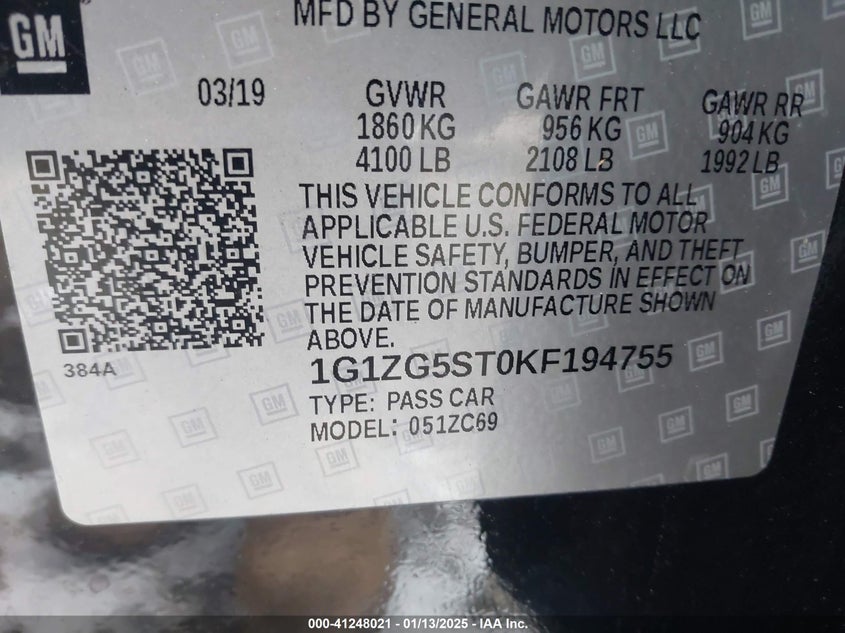 GM
MFD BY GENERAL MOTORS LLC
03/19 GVWR GAWR FRT GAWR RR
1860 KG 956 KG 904 KG
4100 LB 2108 LB 1992 LB
THIS VEHICLE CONFORMS TO ALL
APPLICABLE U.S. FEDERAL MOTOR
VEHICLE SAFETY, BUMPER, AND THEFT
PREVENTION STANDARDS IN EFFECT ON
THE DATE OF MANUFACTURE SHOWN
ABOVE.
384A
1G1ZG5ST0KF194755
TYPE: PASS CAR
MODEL: 051ZC69
000-41248021 — 01/13/2025 - IAA Inc.